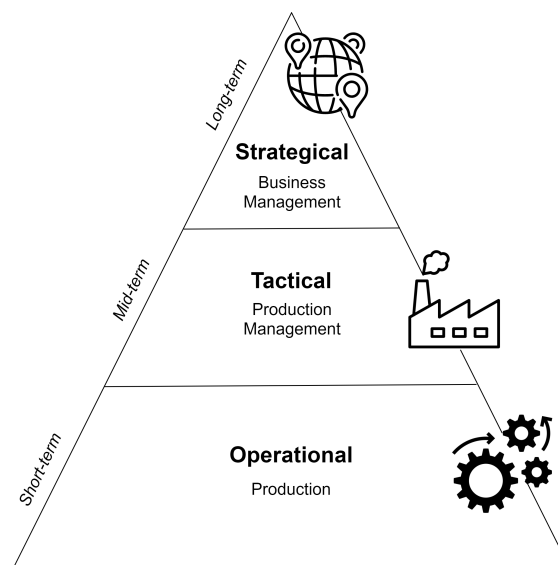 Long-term
Strategical
Business
Management
Mid-term
Tactical
Production
Management
Short-term
Operational
Production